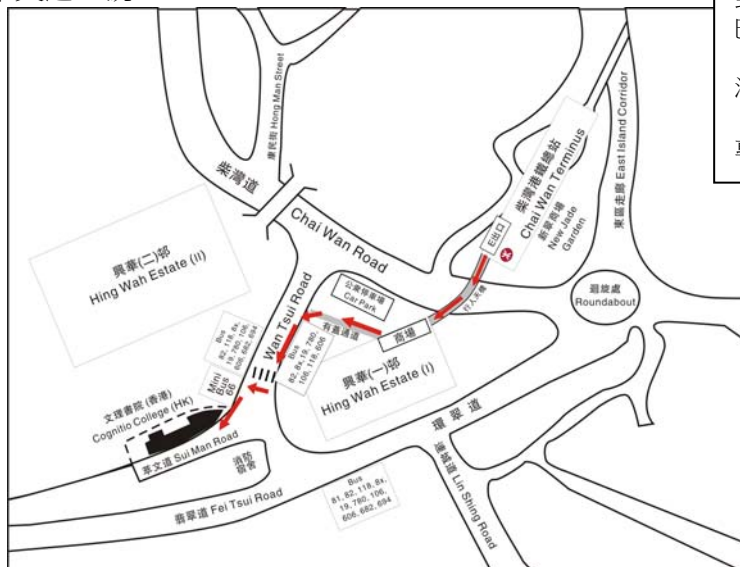 康民街 Hong Man Street
柴灣道
Chai Wan Road
東區走廊 East Island Corridor
柴灣港鐵總站
Chai Wan Terminus
新翠商場
New Jade
Garden
E出口
行人天橋
迴旋處
Roundabout
興華(二)邨
Hing Wah Estate (II)
公衆停車場
Car Park
商場
有蓋通道
Wan Tsui Road
Bus
82, 118, 8x,
19, 780, 106,
606, 682, 694
Mini
Bus
66
Bus
82, 8x, 19, 780,
106, 118, 606
興華(一)邨
Hing Wah Estate (I)
文理書院 (香港)
Cognitio College (HK)
萃文道 Sui Man Road
消防
宿舍
環翠道
連城道 Lin Shing Road
翡翠道 Fei Tsui Road
Bus
81, 82, 118, 8x,
19, 780, 106,
606, 682, 694